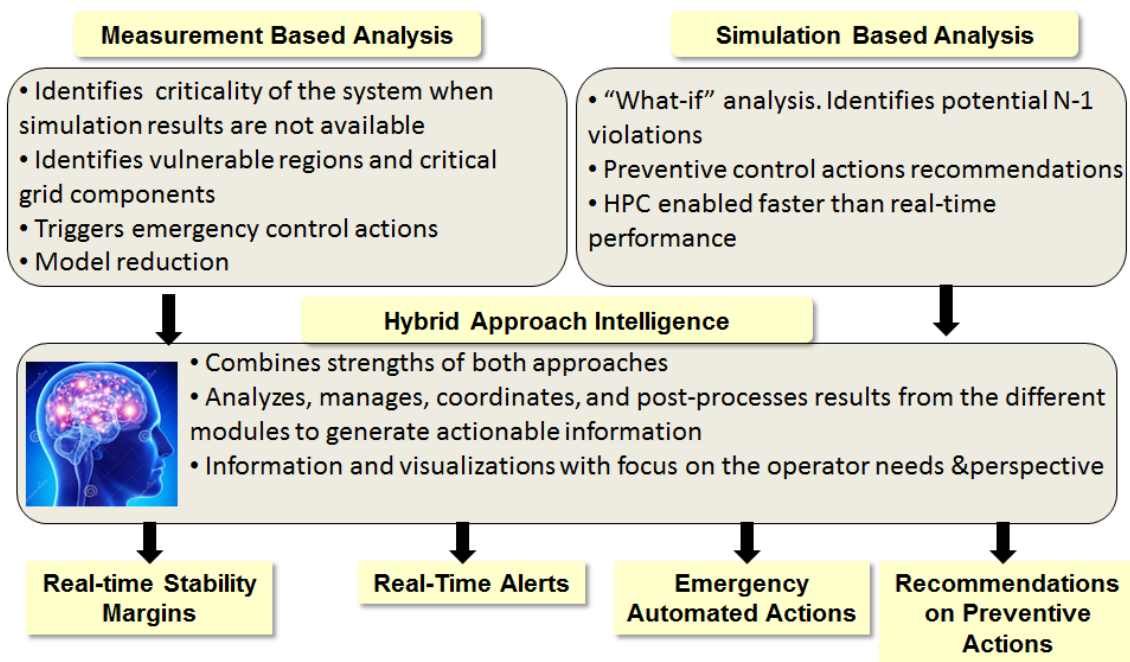 Measurement Based Analysis
• Identifies criticality of the system when
simulation results are not available
• Identifies vulnerable regions and critical
grid components
• Triggers emergency control actions
• Model reduction
Simulation Based Analysis
• “What-if” analysis. Identifies potential N-1
violations
• Preventive control actions recommendations
• HPC enabled faster than real-time
performance
Hybrid Approach Intelligence
• Combines strengths of both approaches
• Analyzes, manages, coordinates, and post-processes results from the different
modules to generate actionable information
• Information and visualizations with focus on the operator needs &perspective
Real-time Stability
Margins
Real-Time Alerts
Emergency
Automated Actions
Recommendations
on Preventive
Actions